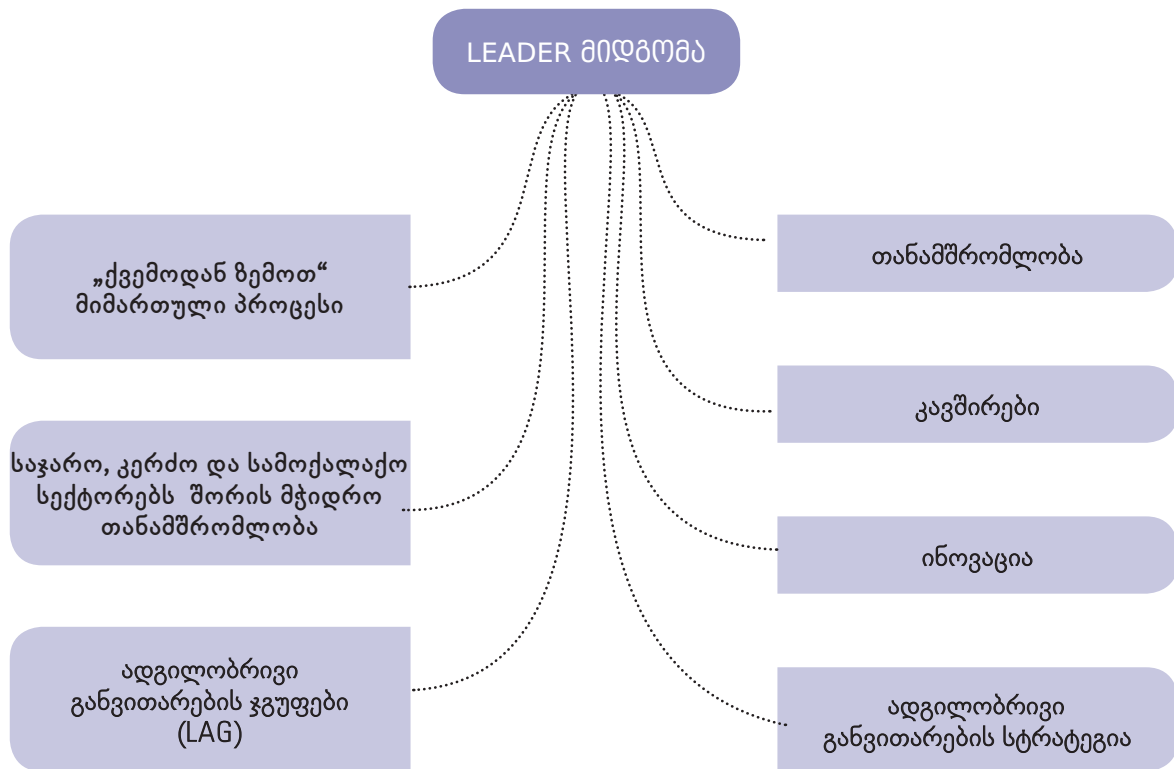 LEADER მიდგომა
„ქვემოდან ზემოთ“
მიმართული პროცესი
საჯარო, კერძო და სამოქალაქო
სექტორებს შორის მჭიდრო
თანამშრომლობა
ადგილობრივი
განვითარების ჯგუფები
(LAG)
თანამშრომლობა
კავშირები
ინოვაცია
ადგილობრივი
განვითარების სტრატეგია